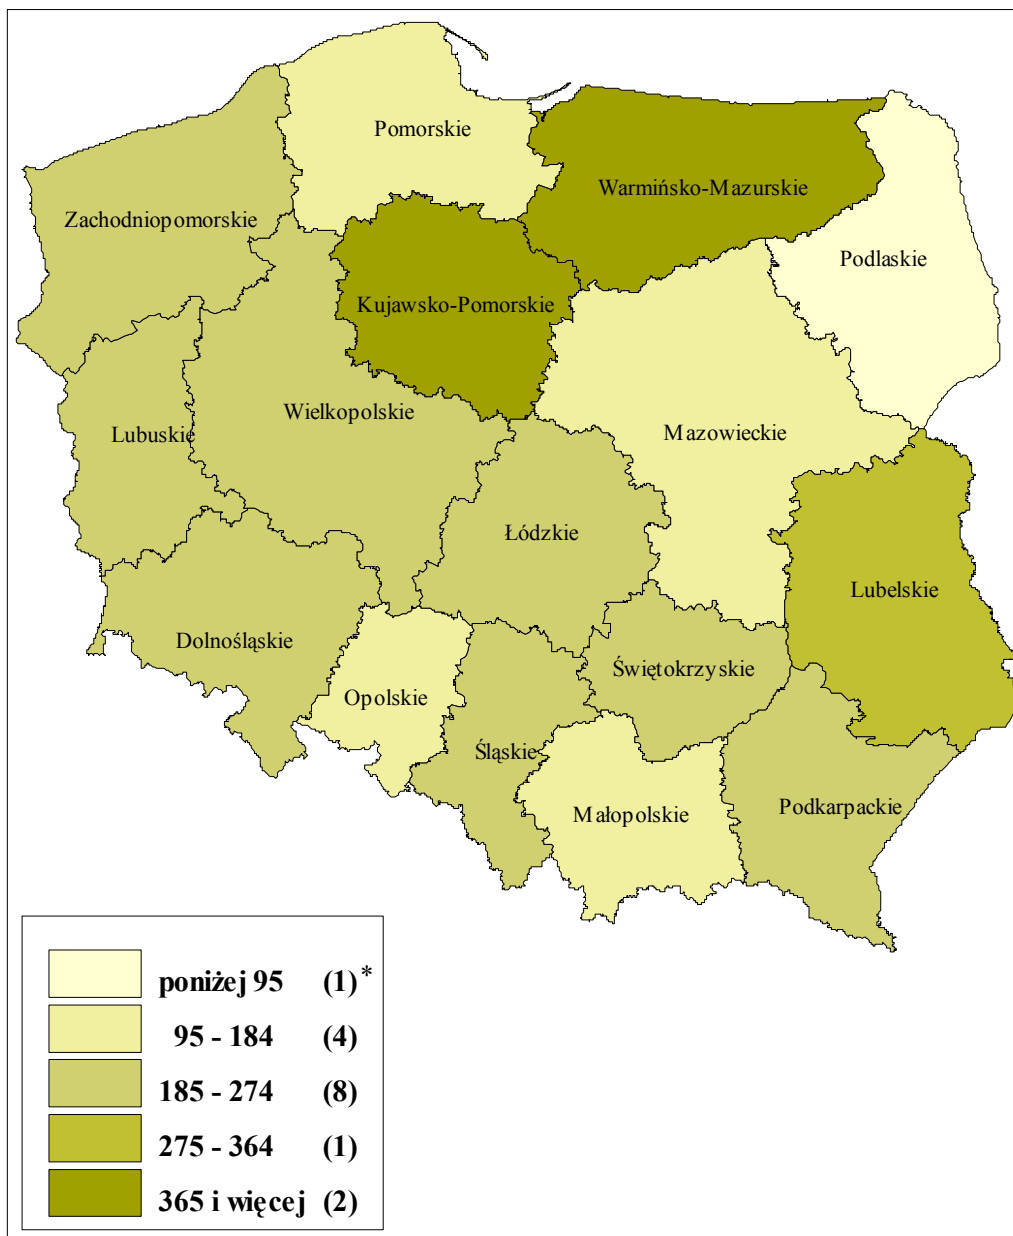 Pomorskie
Warmińsko-Mazurskie
Zachodniopomorskie
Podlaskie
Kujawsko-Pomorskie
Wielkopolskie
Lubuskie
Mazowieckie
Łódzkie
Lubelskie
Dolnośląskie
Świętokrzyskie
Opolskie
Śląskie
Podkarpackie
Małopolskie
poniżej 95 (1)*
95 - 184 (4)
185 - 274 (8)
275 - 364 (1)
365 i więcej (2)